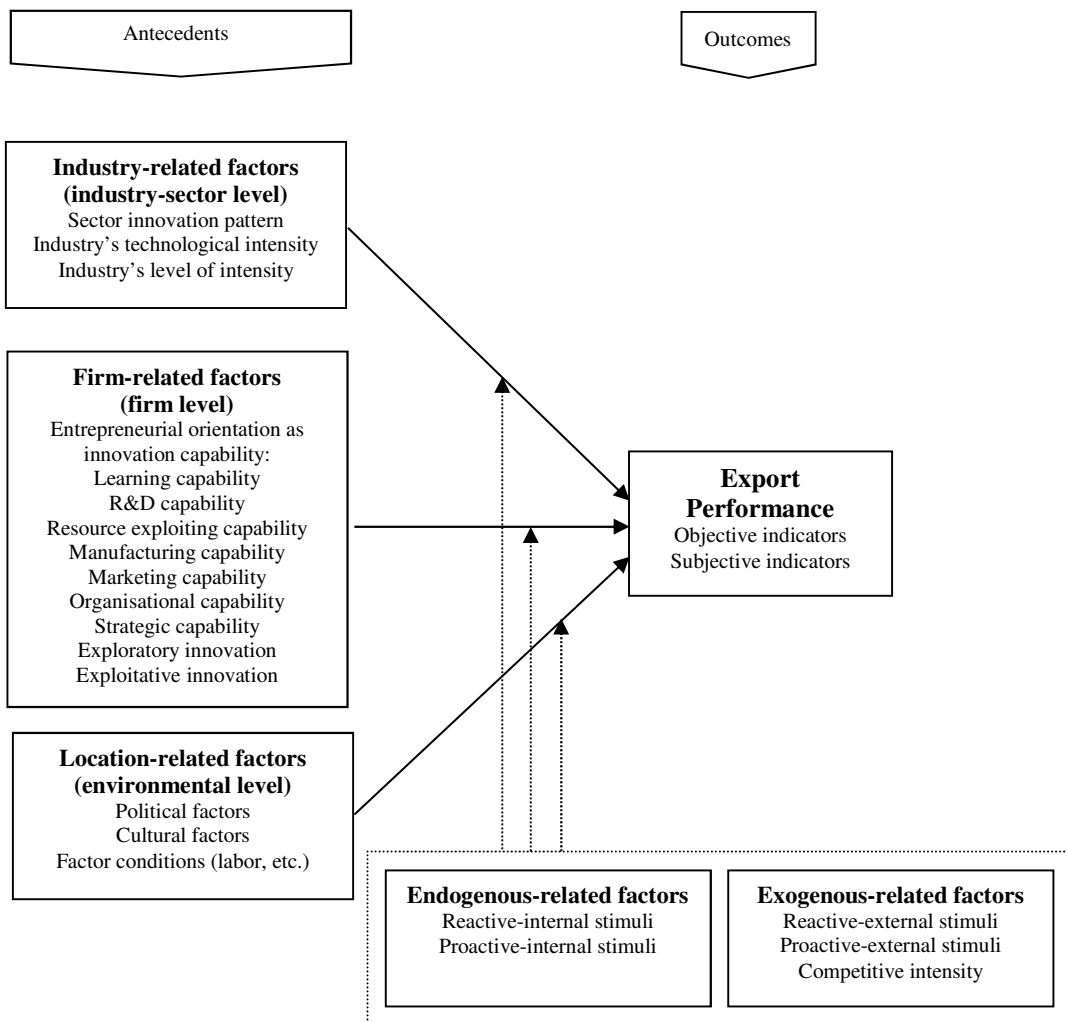 Antecedents
Outcomes
Industry-related factors
(industry-sector level)
Sector innovation pattern
Industry's technological intensity
Industry's level of intensity
Firm-related factors
(firm level)
Entrepreneurial orientation as
innovation capability:
Learning capability
R&D capability
Resource exploiting capability
Manufacturing capability
Marketing capability
Organisational capability
Strategic capability
Exploratory innovation
Exploitative innovation
Export
Performance
Objective indicators
Subjective indicators
Location-related factors
(environmental level)
Political factors
Cultural factors
Factor conditions (labor, etc.)
Endogenous-related factors
Reactive-internal stimuli
Proactive-internal stimuli
Exogenous-related factors
Reactive-external stimuli
Proactive-external stimuli
Competitive intensity